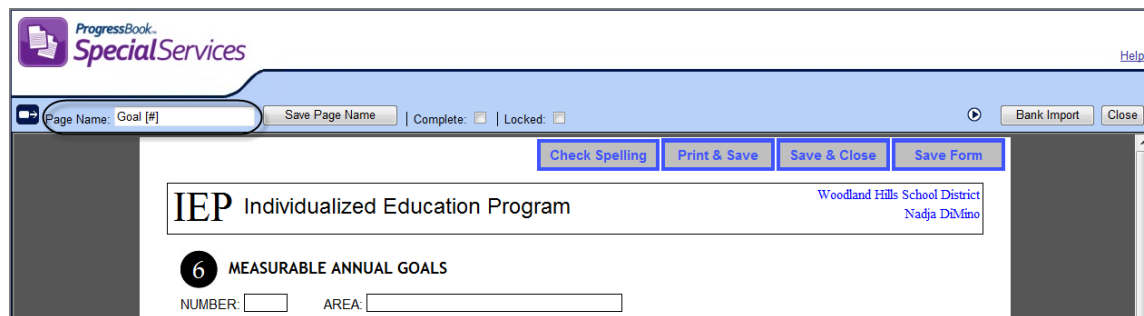 ProgressBook
SpecialServices
Help
Page Name: Goal [#] Save Page Name | Complete: | Locked: Bank Import Close
Check Spelling Print & Save Save & Close Save Form
IEP Individualized Education Program
Woodland Hills School District
Nadja DiMino
6 MEASURABLE ANNUAL GOALS
NUMBER: AREA: